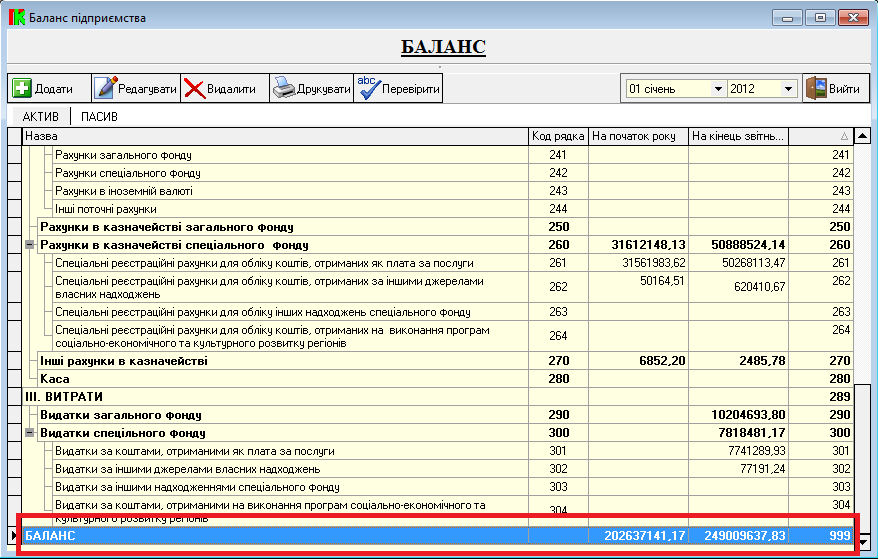 Баланс підприємства
БАЛАНС
Додати Редагувати Видалити Друкувати abc Перевірити 01 січень 2012 Вийти
АКТИВ ПАСИВ
Назва Код рядка На початок року На кінець звітнь...
Рахунки загального фонду 241 241
Рахунки спеціального фонду 242 242
Рахунки в іноземній валюті 243 243
Інші поточні рахунки 244 244
Рахунки в казначействі загального фонду 250 250
Рахунки в казначействі спеціального фонду 260 31612148,13 50888524,14 260
Спеціальні реєстраційні рахунки для обліку коштів, отриманих як плата за послуги 261 31561983,62 50268113,47 261
Спеціальні реєстраційні рахунки для обліку коштів, отриманих за іншими джерелами
власних надходжень 262 50164,51 620410,67 262
Спеціальні реєстраційні рахунки для обліку інших надходжень спеціального фонду 263 263
Спеціальні реєстраційні рахунки для обліку коштів, отриманих на виконання програм
соціально-економічного та культурного розвитку регіонів 264 264
Інші рахунки в казначействі 270 6852,20 2485,78 270
Каса 280 280
III. ВИТРАТИ 289
Видатки загального фонду 290 10204693,80 290
Видатки спецільного фонду 300 7818481,17 300
Видатки за коштами, отриманими як плата за послуги 301 7741289,93 301
Видатки за іншими джерелами власних надходжень 302 77191,24 302
Видатки за іншими надходженнями спеціального фонду 303 303
Видатки за коштами, отриманими на виконання програм соціально-економічного та
культурного розвитку регіонів 304 304
БАЛАНС 202637141,17 249009637,83 999